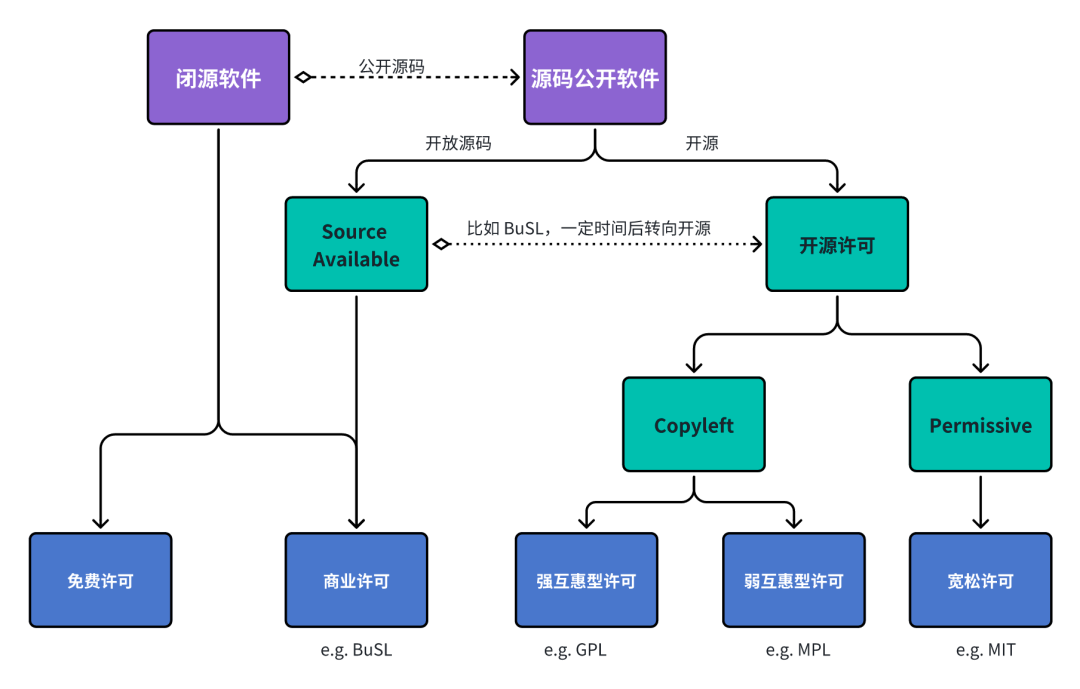 闭源软件
公开源码
源码公开软件
开放源码
开源
Source
Available
比如 BuSL，一定时间后转向开源
开源许可
Copyleft
Permissive
免费许可
商业许可
强互惠型许可
弱互惠型许可
宽松许可
e.g. BuSL
e.g. GPL
e.g. MPL
e.g. MIT